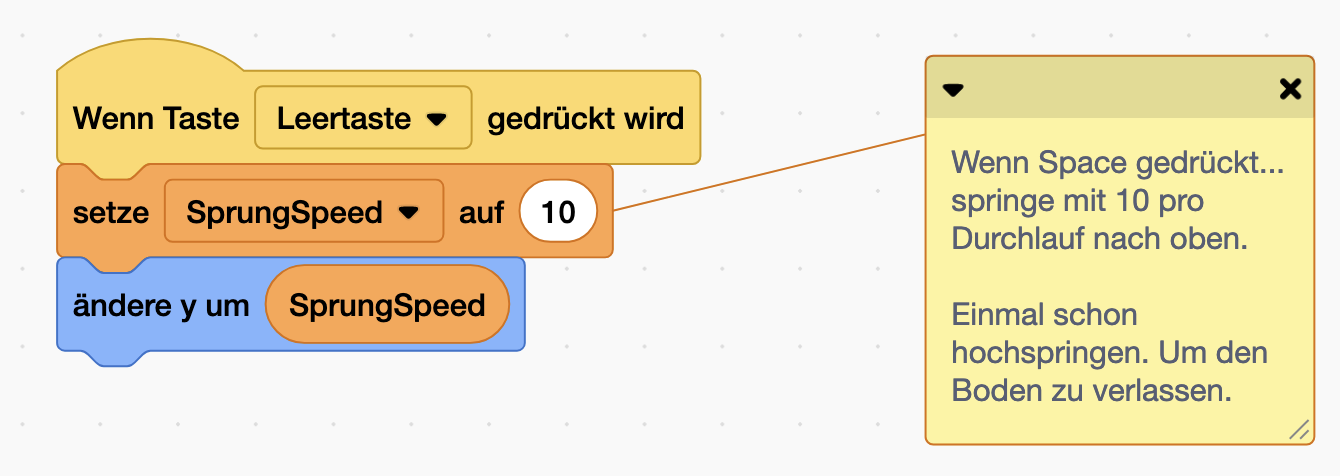 Wenn Taste Leertaste gedrückt wird
setze SprungSpeed auf 10
ändere y um SprungSpeed
Wenn Space gedrückt...
springe mit 10 pro
Durchlauf nach oben.
Einmal schon
hochspringen. Um den
Boden zu verlassen.